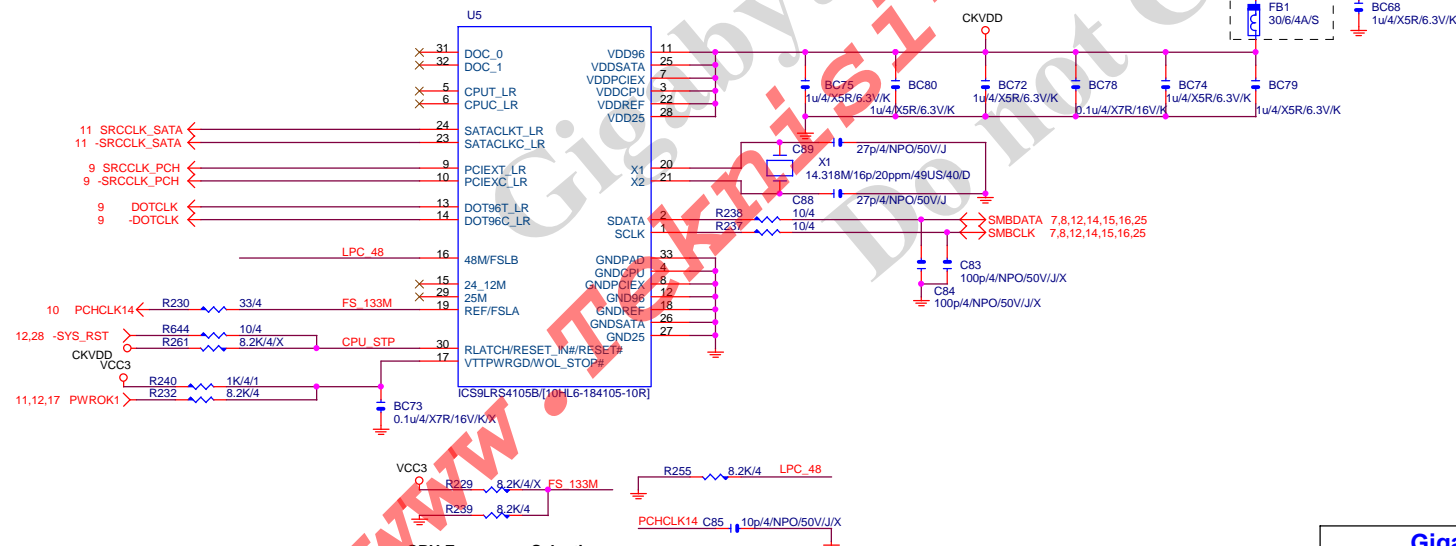 U5
CKVDD
FB1
30/6/4A/S
BC68
1u/4/X5R/6.3V/K
31 DOC_0
32 DOC_1
5 CPUT_LR
6 CPUC_LR
11 SRCCLK_SATA 24 SATACLKT_LR
11 -SRCCLK_SATA 23 SATACLKC_LR
9 SRCCLK_PCH 9 PCIEXT_LR
9 -SRCCLK_PCH 10 PCIEXC_LR
9 DOTCLK 13 DOT96T_LR
9 -DOTCLK 14 DOT96C_LR
LPC_48 16 48M/FSLB
15 24_12M
29 25M
10 PCHCLK14 R230 33/4 FS_133M 19 REF/FSLA
12,28 -SYS_RST R644 10/4
CKVDD R261 8.2K/4/X CPU_STP 30 RLATCH/RESET_IN#/RESET#
17 VTTPWRGD/WOL_STOP#
VCC3
R240 1K/4/1
11,12,17 PWROK1 R232 8.2K/4
BC73
0.1u/4/X7R/16V/K/X
VDD96 11
VDDSATA 25
VDDPCIEX 7
VDDCPU 3
VDDREF 22
VDD25 28
X1 20
X2 21
SDATA 2
SCLK 1
GNDPAD 33
GNDCPU 4
GNDPCIEX 8
GND96 12
GNDREF 18
GNDSATA 26
GND25 27
ICS9LRS4105B/[10HL6-184105-10R]
BC75
1u/4/X5R/6.3V/K
BC80
1u/4/X5R/6.3V/K
BC72
1u/4/X5R/6.3V/K
BC78
0.1u/4/X7R/16V/K
BC74
1u/4/X5R/6.3V/K
BC79
1u/4/X5R/6.3V/K
C89 27p/4/NPO/50V/J
X1
14.318M/16p/20ppm/49US/40/D
C88 27p/4/NPO/50V/J
R238 10/4 SMBDATA 7,8,12,14,15,16,25
R237 10/4 SMBCLK 7,8,12,14,15,16,25
C83
100p/4/NPO/50V/J/X
C84
100p/4/NPO/50V/J/X
VCC3
R229 8.2K/4/X FS_133M
R239 8.2K/4
R255 8.2K/4 LPC_48
PCHCLK14 C85 10p/4/NPO/50V/J/X
Gigaby
Do not C
www.Teknisi
Giga